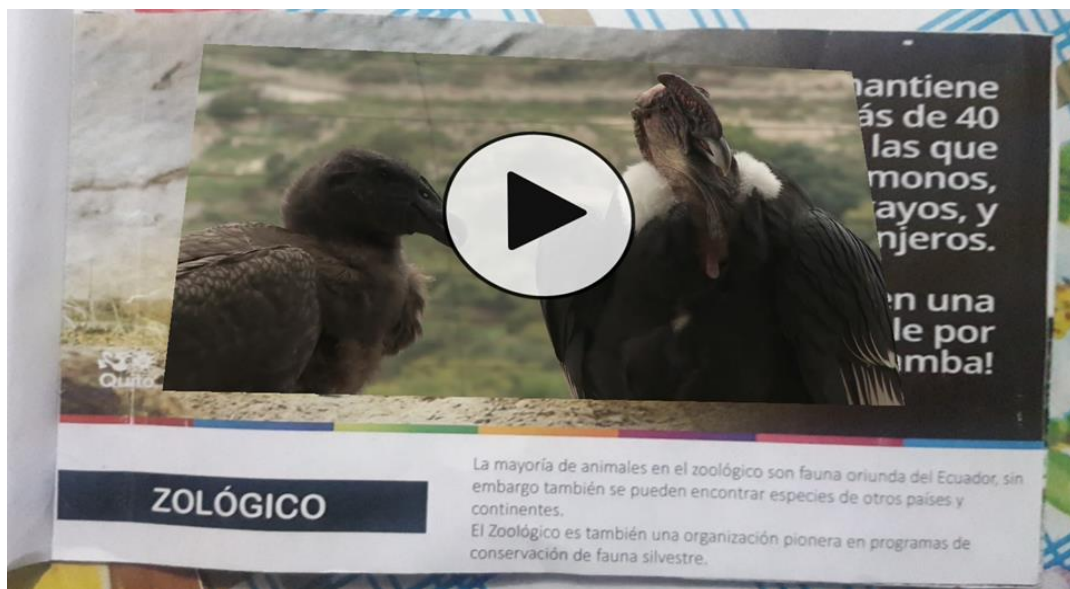 ás de 40
las que
monos,
ayos, y
njeros.
en una
le por
amba!
Quito
ZOLÓGICO
La mayoría de animales en el zoológico son fauna oriunda del Ecuador, sin
embargo también se pueden encontrar especies de otros países y
continentes.
El Zoológico es también una organización pionera en programas de
conservación de fauna silvestre.